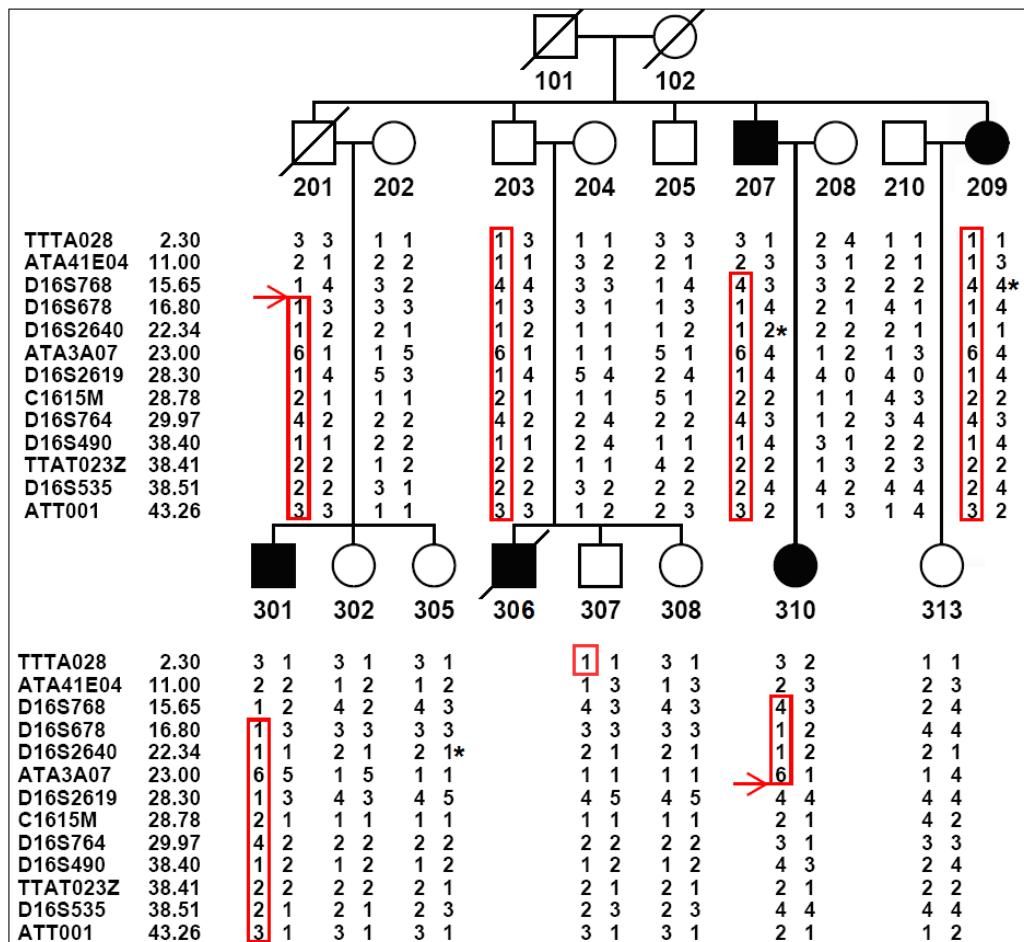 101 102
201 202 203 204 205 207 208 210 209
TTTA028 2.30 3 3 1 1 1 3 1 1 3 3 3 1 2 4 1 1 1 1
ATA41E04 11.00 2 1 2 2 1 1 3 2 2 1 2 3 3 1 2 1 1 3
D16S768 15.65 1 4 3 2 4 4 3 3 1 4 4 3 3 2 2 2 4 4*
D16S678 16.80 1 3 3 3 1 3 3 1 1 3 1 4 2 1 4 1 1 4
D16S2640 22.34 1 2 2 1 1 2 1 1 1 2 1 2* 2 2 2 1 1 1
ATA3A07 23.00 6 1 1 5 6 1 1 1 5 1 6 4 1 2 1 3 6 4
D16S2619 28.30 1 4 5 3 1 4 5 4 2 4 1 4 4 0 4 0 1 4
C1615M 28.78 2 1 1 1 2 1 1 1 5 1 2 2 1 1 4 3 2 2
D16S764 29.97 4 2 2 2 4 2 2 4 1 2 4 3 1 2 3 4 4 3
D16S490 38.40 1 1 2 2 1 1 2 4 1 1 1 4 3 1 2 2 1 4
TTAT023Z 38.41 2 2 1 2 2 2 1 1 4 2 2 2 1 3 2 3 2 2
D16S535 38.51 2 2 3 1 2 2 3 2 2 2 2 4 4 2 4 4 2 4
ATT001 43.26 3 3 1 1 3 3 1 2 2 3 3 2 1 3 1 4 3 2
301 302 305 306 307 308 310 313
TTTA028 2.30 3 1 3 1 3 1 1 1 3 1 3 2 1 1
ATA41E04 11.00 2 2 1 2 1 2 1 3 1 3 2 3 2 3
D16S768 15.65 1 2 4 2 4 3 4 3 4 3 4 3 2 4
D16S678 16.80 1 3 3 3 3 3 3 3 3 3 1 2 4 4
D16S2640 22.34 1 1 2 1 2 1* 2 1 2 1 1 2 2 1
ATA3A07 23.00 6 5 1 5 1 1 1 1 1 1 6 1 1 4
D16S2619 28.30 1 3 4 3 4 5 4 5 4 5 4 4 4 4
C1615M 28.78 2 1 1 1 1 1 1 1 1 1 2 1 4 2
D16S764 29.97 4 2 2 2 2 2 2 2 2 2 3 1 3 3
D16S490 38.40 1 2 1 2 1 2 1 2 1 2 4 3 2 4
TTAT023Z 38.41 2 2 2 2 2 1 2 1 2 1 2 1 2 2
D16S535 38.51 2 1 2 1 2 3 2 3 2 3 4 4 4 4
ATT001 43.26 3 1 3 1 3 1 3 1 3 1 2 1 1 2